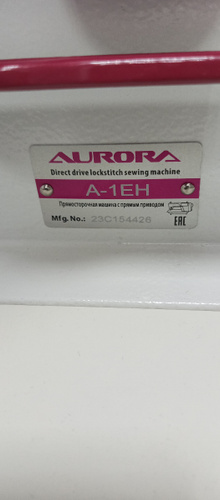 AURORA
Direct drive lockstitch sewing machine
A-1EH
Прямострочная машина с прямым приводом
Mfg. No.: 23C154426
EAC